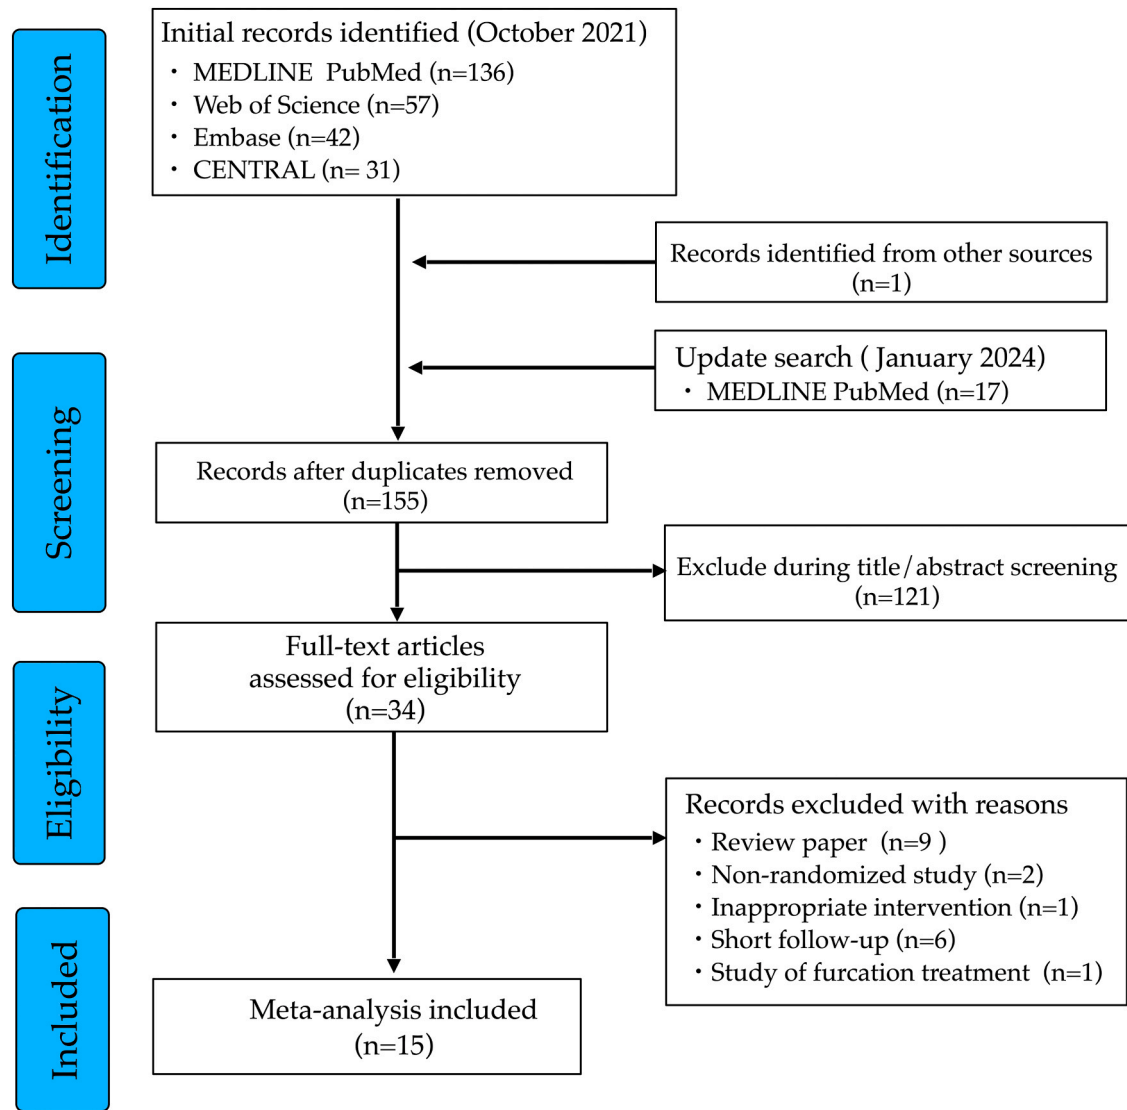 Identification
Initial records identified (October 2021)
・ MEDLINE PubMed (n=136)
・ Web of Science (n=57)
・ Embase (n=42)
・ CENTRAL (n= 31)
Records identified from other sources
(n=1)
Update search ( January 2024)
・ MEDLINE PubMed (n=17)
Screening
Records after duplicates removed
(n=155)
Exclude during title/abstract screening
(n=121)
Eligibility
Full-text articles
assessed for eligibility
(n=34)
Records excluded with reasons
・Review paper (n=9 )
・Non-randomized study (n=2)
・Inappropriate intervention (n=1)
・Short follow-up (n=6)
・Study of furcation treatment (n=1)
Included
Meta-analysis included
(n=15)